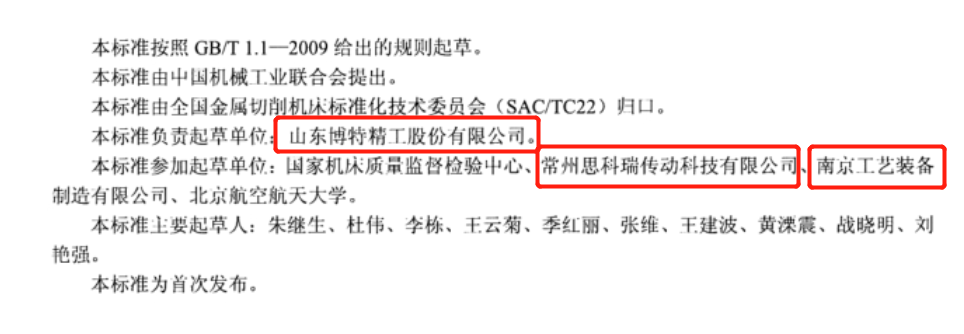 本标准按照 GB/T 1.1—2009 给出的规则起草。
本标准由中国机械工业联合会提出。
本标准由全国金属切削机床标准化技术委员会（SAC/TC22）归口。
本标准负责起草单位：山东博特精工股份有限公司。
本标准参加起草单位：国家机床质量监督检验中心、常州思科瑞传动科技有限公司、南京工艺装备
制造有限公司、北京航空航天大学。
本标准主要起草人：朱继生、杜伟、李栋、王云菊、季红丽、张维、王建波、黄溧震、战晓明、刘
艳强。
本标准为首次发布。